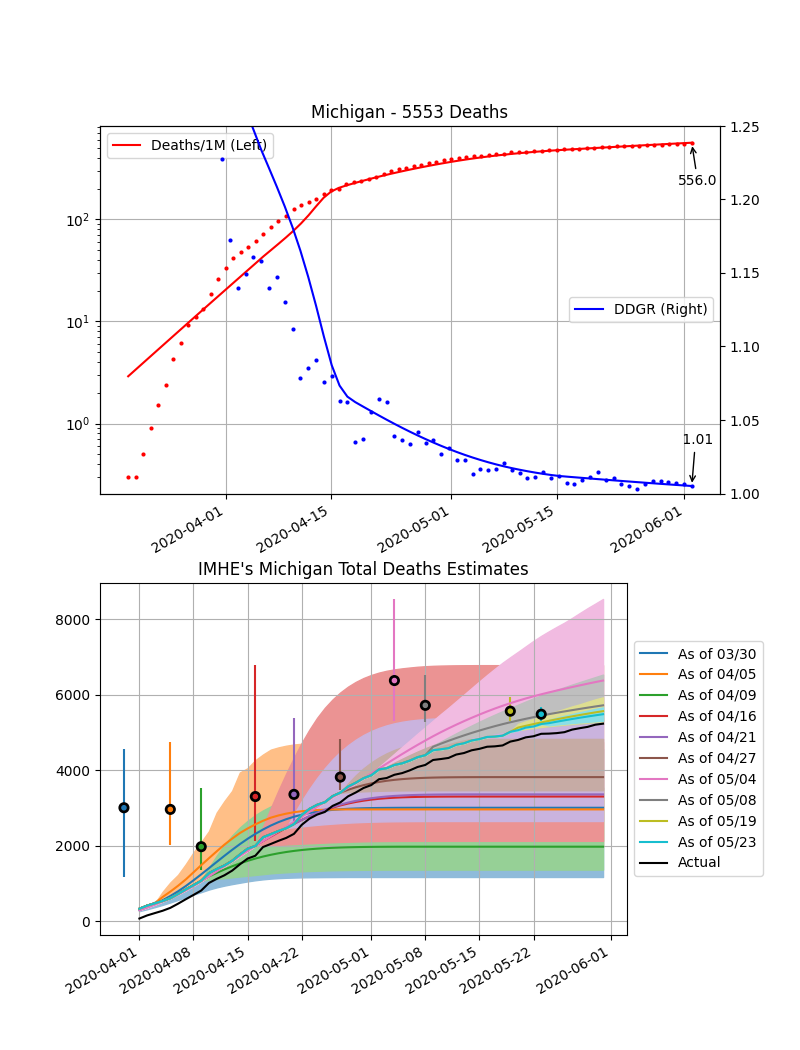 Michigan - 5553 Deaths
Deaths/1M (Left)
DDGR (Right)
556.0
1.01
10²
10¹
10⁰
1.25
1.20
1.15
1.10
1.05
1.00
2020-04-01
2020-04-15
2020-05-01
2020-05-15
2020-06-01
IMHE's Michigan Total Deaths Estimates
8000
6000
4000
2000
0
2020-04-01
2020-04-08
2020-04-15
2020-04-22
2020-05-01
2020-05-08
2020-05-15
2020-05-22
2020-06-01
As of 03/30
As of 04/05
As of 04/09
As of 04/16
As of 04/21
As of 04/27
As of 05/04
As of 05/08
As of 05/19
As of 05/23
Actual